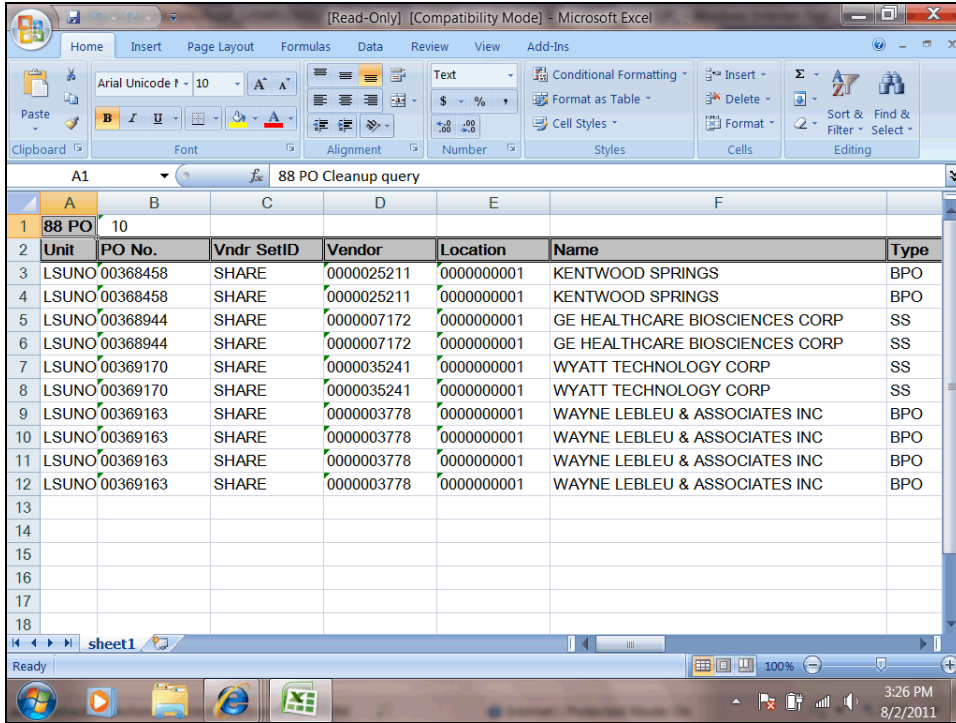 [Read-Only] [Compatibility Mode] - Microsoft Excel
Home Insert Page Layout Formulas Data Review View Add-Ins
Paste
Arial Unicode M 10
B I U A
Text
$ % ,
Conditional Formatting
Format as Table
Cell Styles
Insert
Delete
Format
Σ
Sort & Filter
Find & Select
Clipboard Font Alignment Number Styles Cells Editing
A1 fx 88 PO Cleanup query
A B C D E F
1 88 PO 10
2 Unit PO No. Vndr SetID Vendor Location Name Type
3 LSUNO 00368458 SHARE 0000025211 0000000001 KENTWOOD SPRINGS BPO
4 LSUNO 00368458 SHARE 0000025211 0000000001 KENTWOOD SPRINGS BPO
5 LSUNO 00368944 SHARE 0000007172 0000000001 GE HEALTHCARE BIOSCIENCES CORP SS
6 LSUNO 00368944 SHARE 0000007172 0000000001 GE HEALTHCARE BIOSCIENCES CORP SS
7 LSUNO 00369170 SHARE 0000035241 0000000001 WYATT TECHNOLOGY CORP SS
8 LSUNO 00369170 SHARE 0000035241 0000000001 WYATT TECHNOLOGY CORP SS
9 LSUNO 00369163 SHARE 0000003778 0000000001 WAYNE LEBLEU & ASSOCIATES INC BPO
10 LSUNO 00369163 SHARE 0000003778 0000000001 WAYNE LEBLEU & ASSOCIATES INC BPO
11 LSUNO 00369163 SHARE 0000003778 0000000001 WAYNE LEBLEU & ASSOCIATES INC BPO
12 LSUNO 00369163 SHARE 0000003778 0000000001 WAYNE LEBLEU & ASSOCIATES INC BPO
13
14
15
16
17
18
sheet1
Ready 100%
3:26 PM
8/2/2011